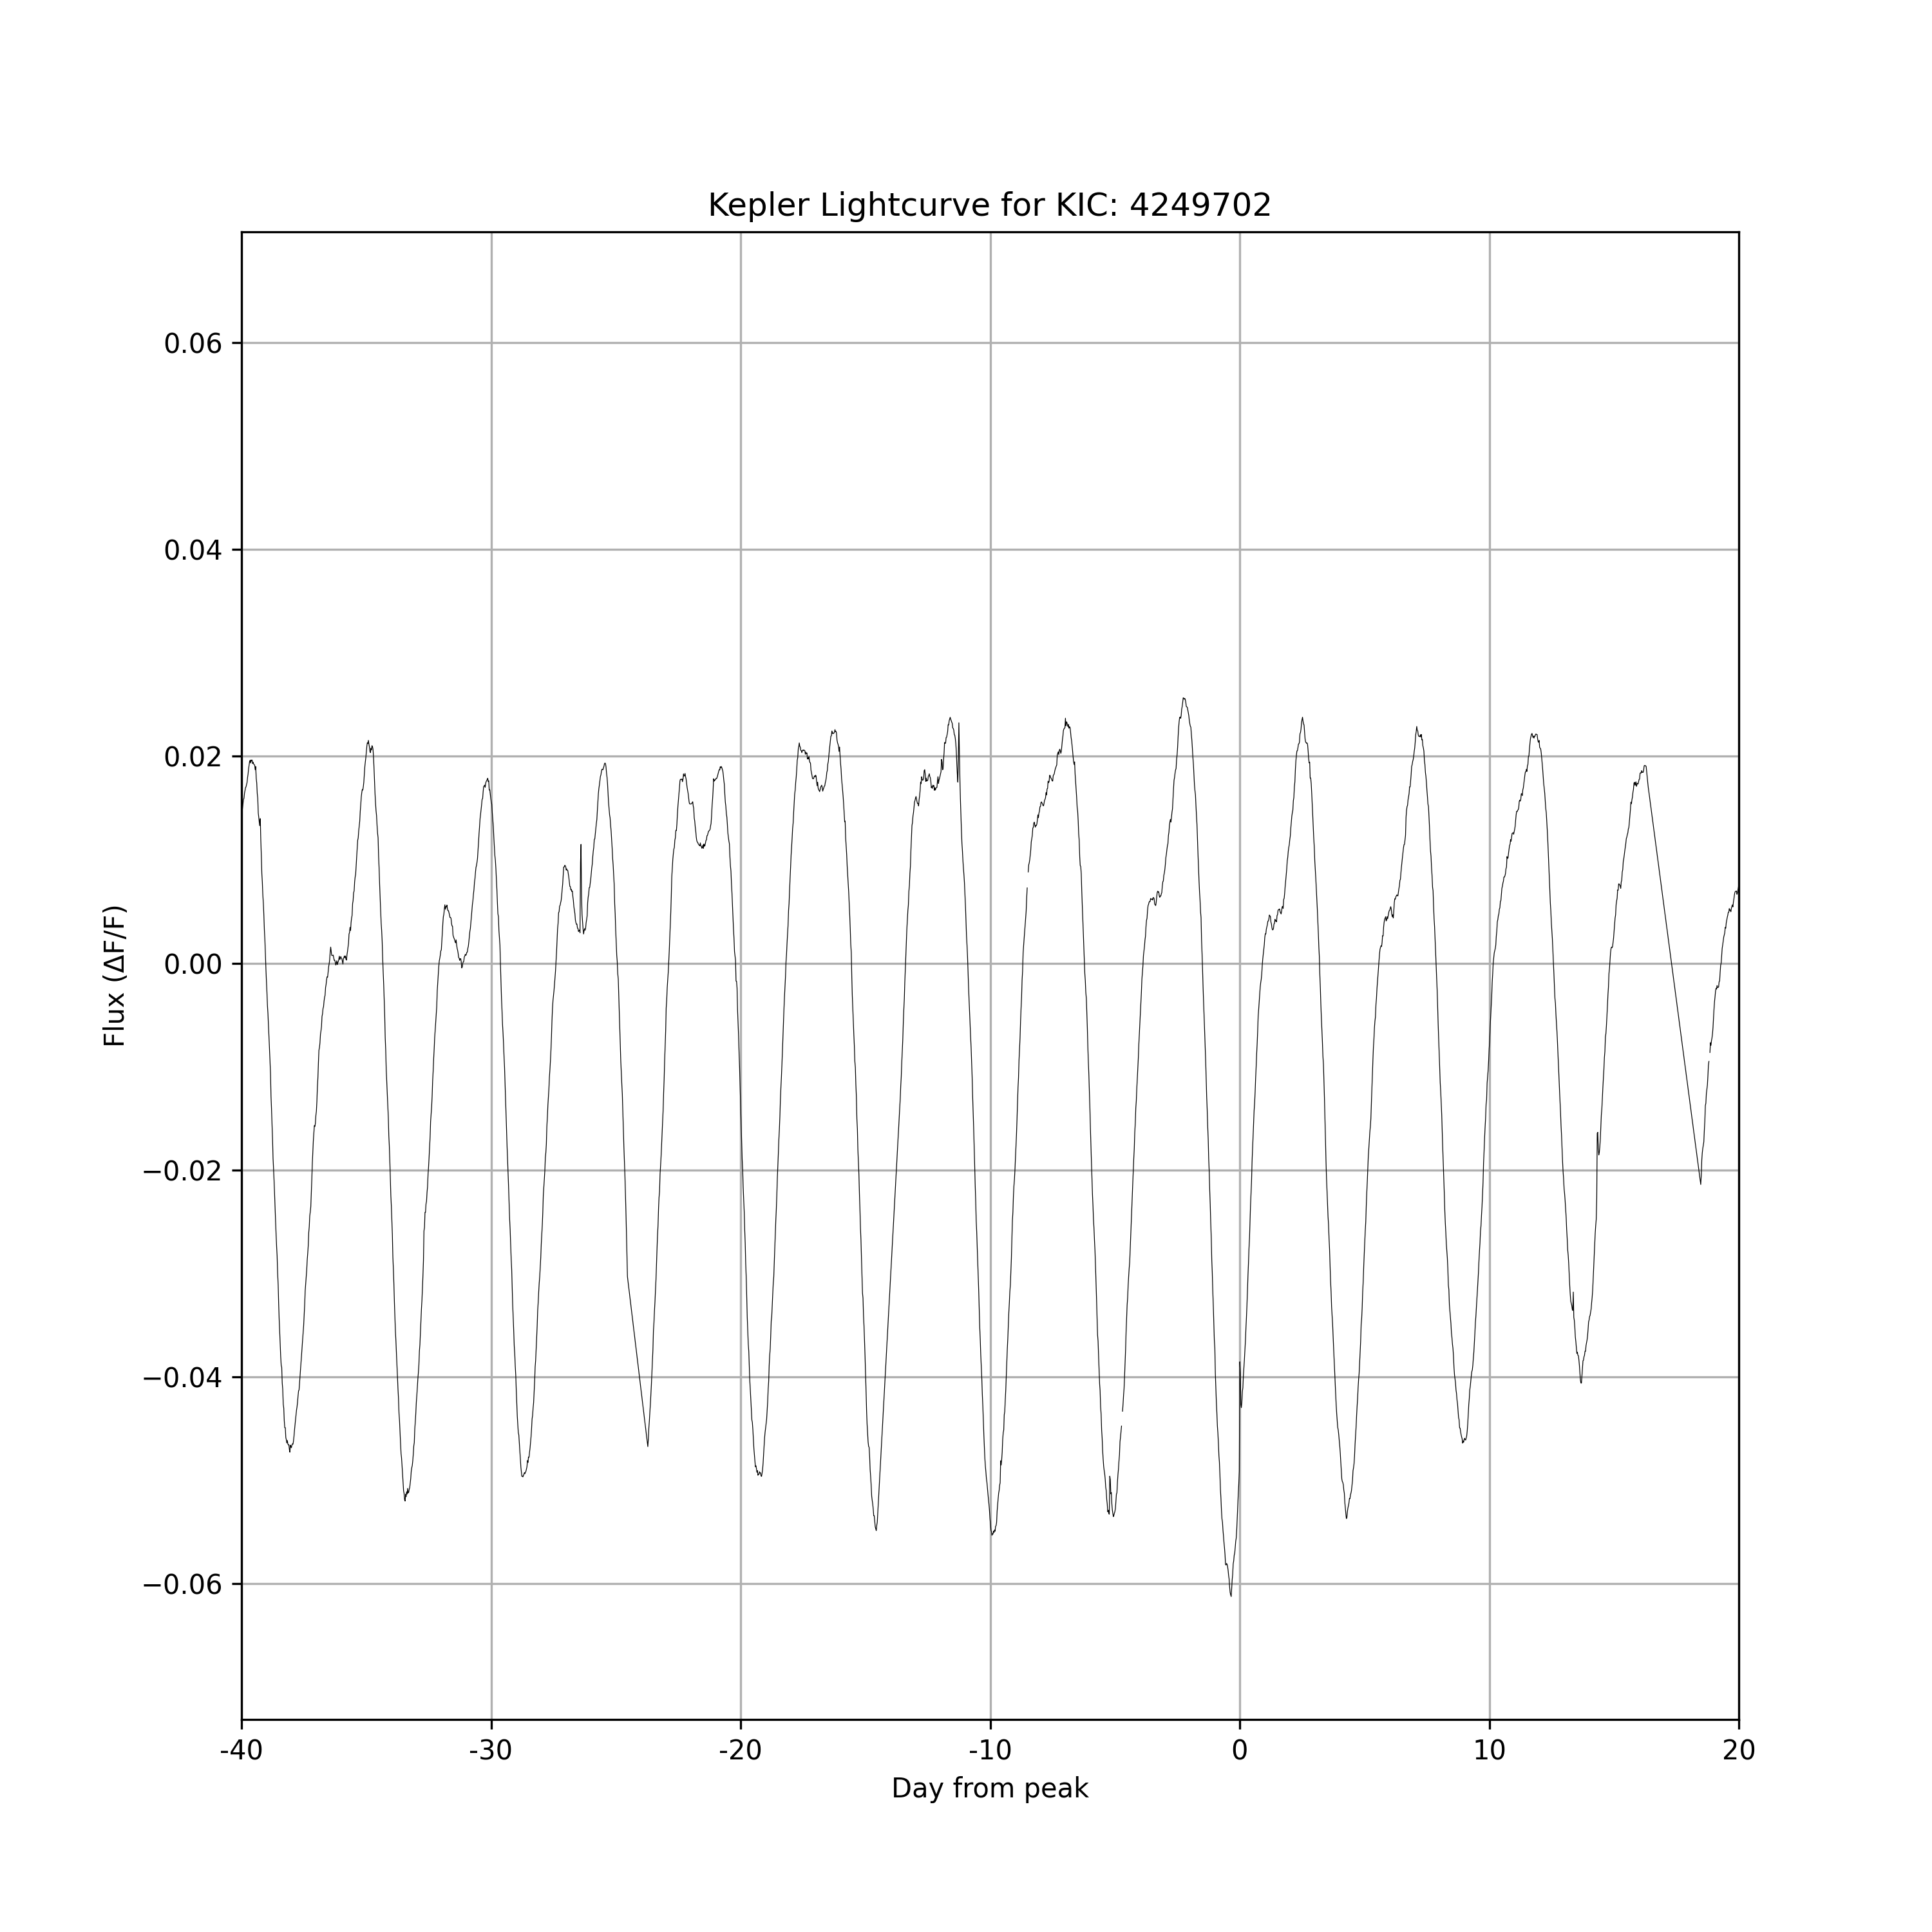 Kepler Lightcurve for KIC: 4249702
0.06
0.04
0.02
0.00
−0.02
−0.04
−0.06
Flux (ΔF/F)
-40 -30 -20 -10 0 10 20
Day from peak